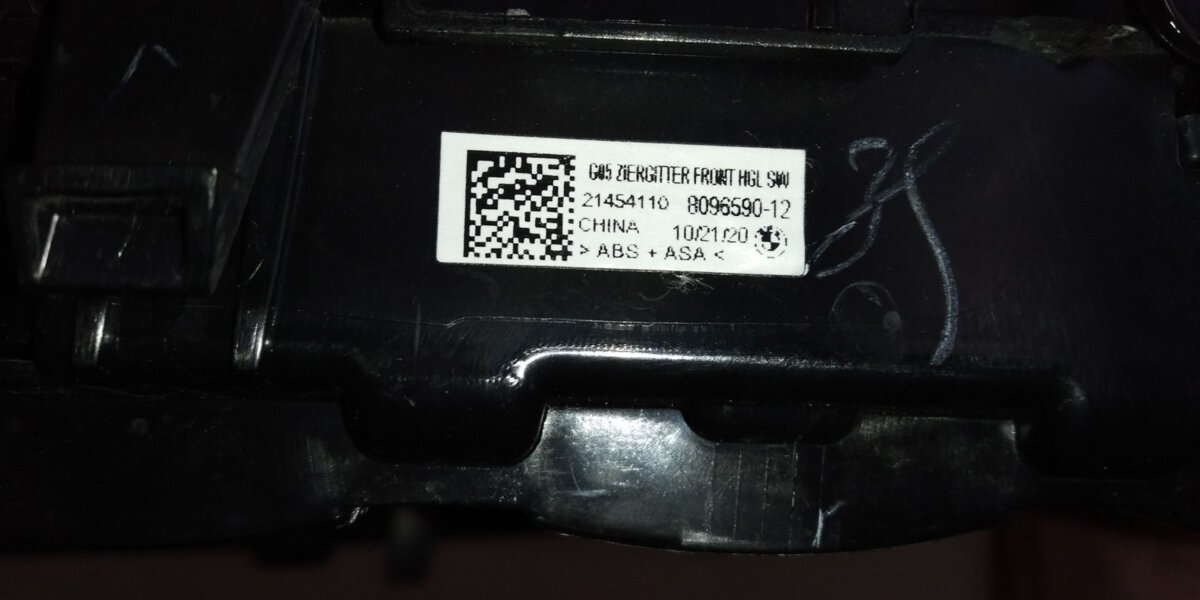 G05 ZIERGITTER FRONT HGL SW
21454110 8096590-12
CHINA 10/21/20
> ABS + ASA <